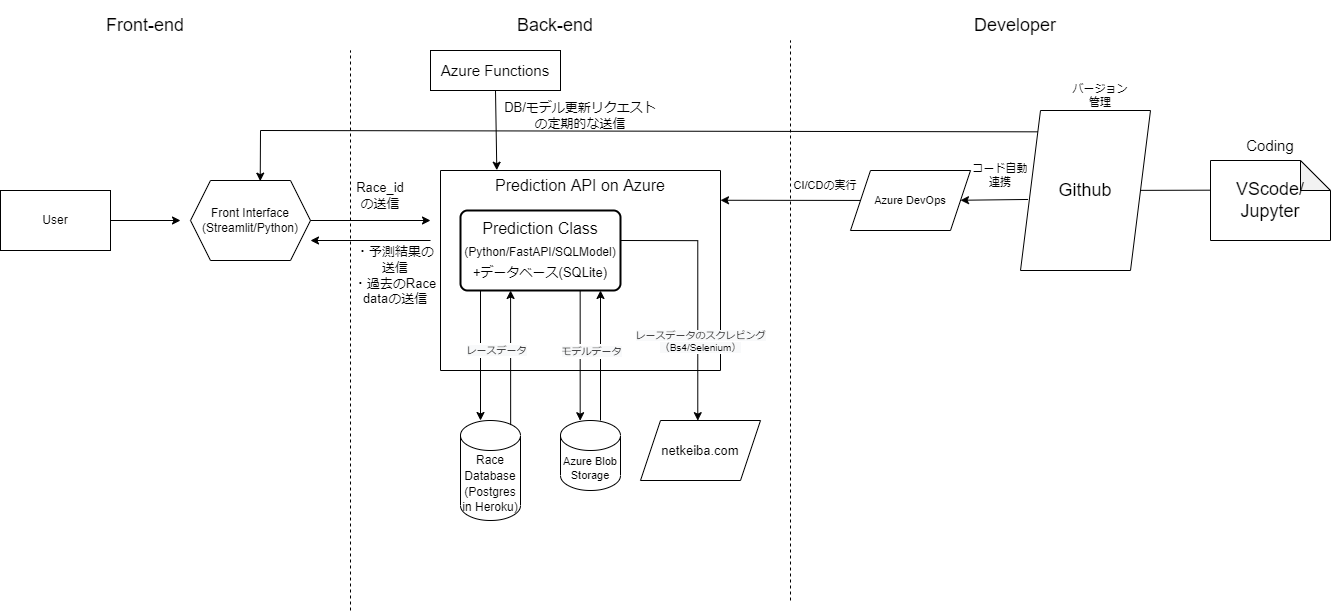 Front-end
Back-end
Developer
Azure Functions
DB/モデル更新リクエスト
の定期的な送信
バージョン
管理
User
Front Interface
(Streamlit/Python)
Race_id
の送信
・予測結果の
送信
・過去のRace
dataの送信
Prediction API on Azure
Prediction Class
(Python/FastAPI/SQLModel)
+データベース(SQLite)
CI/CDの実行
Azure DevOps
コード自動
連携
Github
Coding
VScode/
Jupyter
レースデータ
モデルデータ
レースデータのスクレピング
（Bs4/Selenium）
Race
Database
(Postgres
in Heroku)
Azure Blob
Storage
netkeiba.com